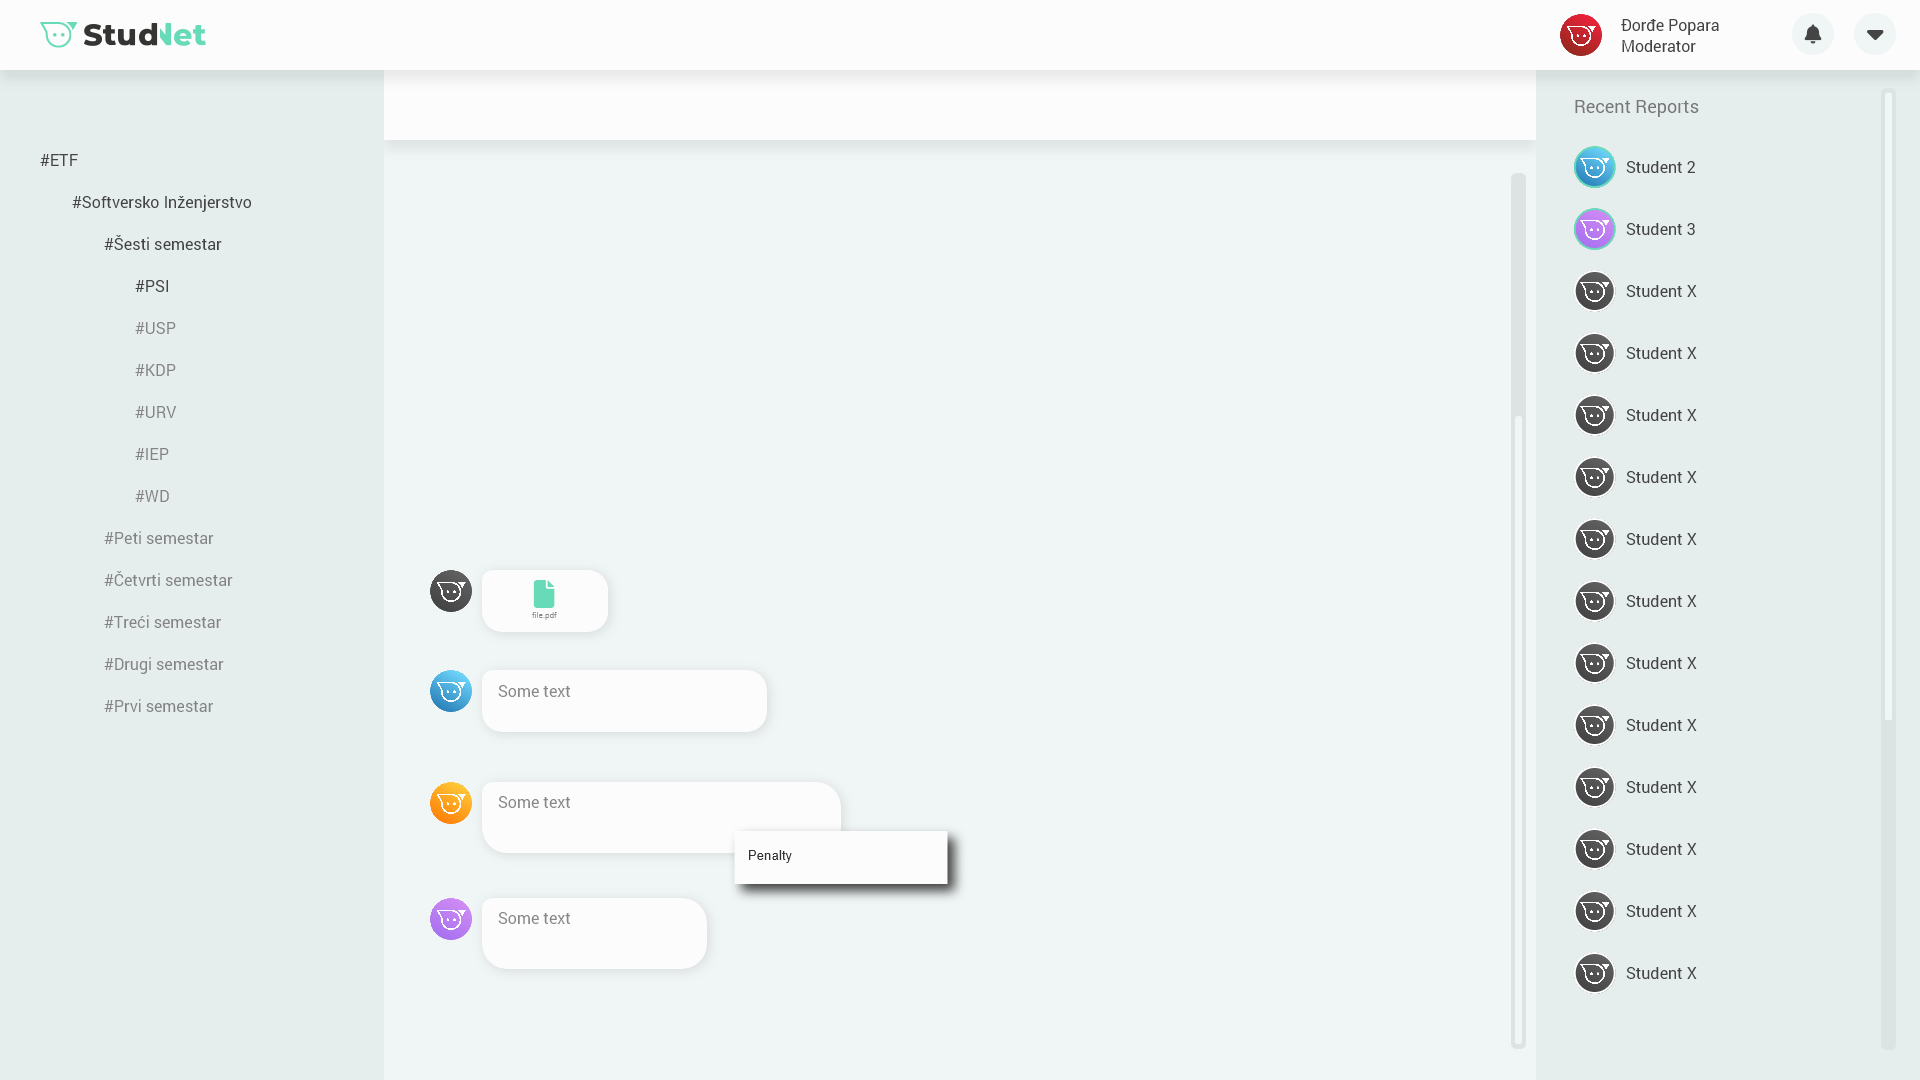 StudNet
Đorđe Popara
Moderator
#ETF
#Softversko Inženjerstvo
#Šesti semestar
#PSI
#USP
#KDP
#URV
#IEP
#WD
#Peti semestar
#Četvrti semestar
#Treći semestar
#Drugi semestar
#Prvi semestar
file.pdf
Some text
Some text
Penalty
Some text
Recent Reports
Student 2
Student 3
Student X
Student X
Student X
Student X
Student X
Student X
Student X
Student X
Student X
Student X
Student X
Student X